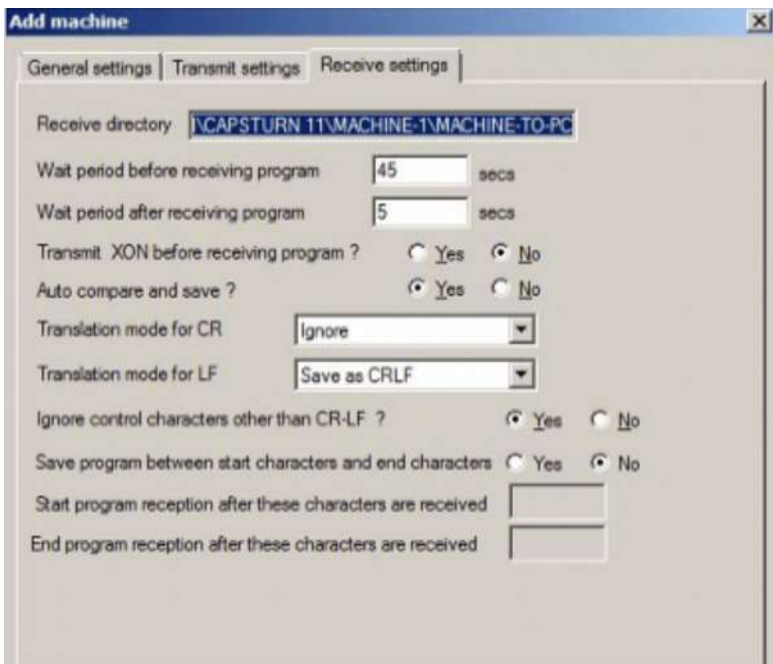 Add machine
General settings Transmit settings Receive settings
Receive directory \CAPSTURN 11\MACHINE-1\MACHINE-TO-PC
Wait period before receiving program 45 secs
Wait period after receiving program 5 secs
Transmit XON before receiving program ? Yes No
Auto compare and save ? Yes No
Translation mode for CR Ignore
Translation mode for LF Save as CRLF
Ignore control characters other than CR-LF ? Yes No
Save program between start characters and end characters Yes No
Start program reception after these characters are received
End program reception after these characters are received